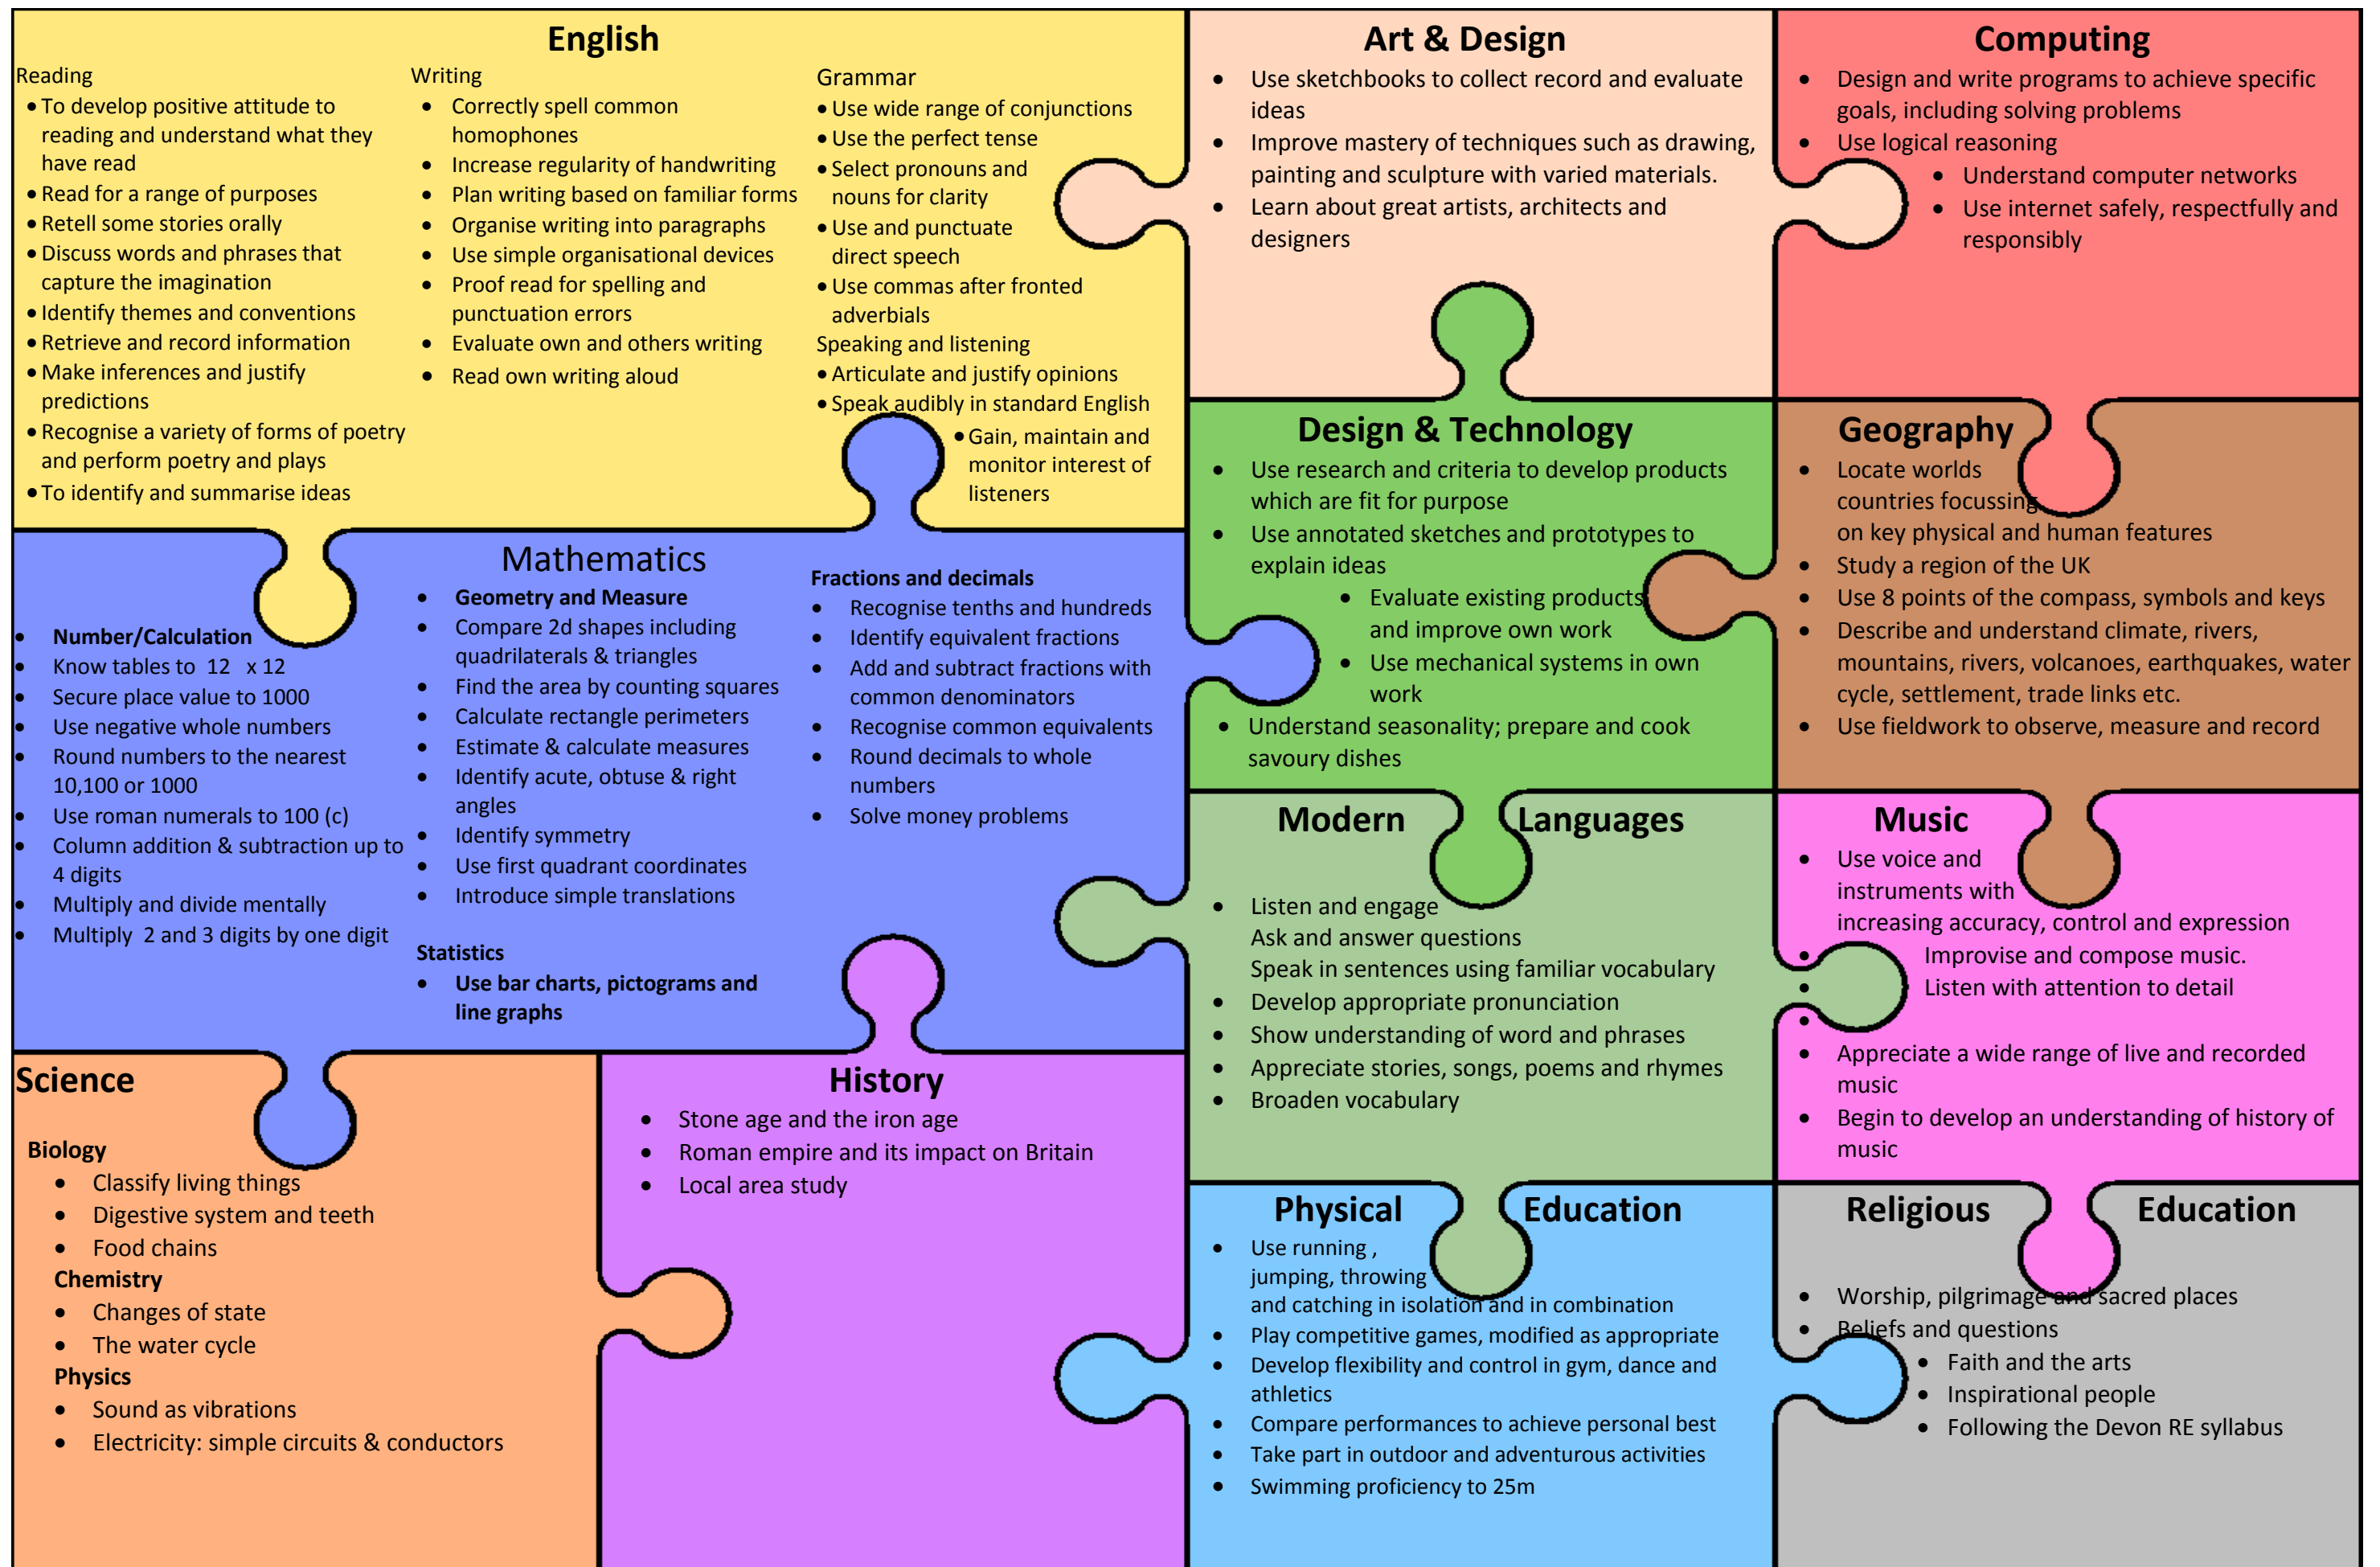 English
Reading
• To develop positive attitude to
reading and understand what they
have read
• Read for a range of purposes
• Retell some stories orally
• Discuss words and phrases that
capture the imagination
• Identify themes and conventions
• Retrieve and record information
• Make inferences and justify
predictions
• Recognise a variety of forms of poetry
and perform poetry and plays
• To identify and summarise ideas
Writing
• Correctly spell common
homophones
• Increase regularity of handwriting
• Plan writing based on familiar forms
• Organise writing into paragraphs
• Use simple organisational devices
• Proof read for spelling and
punctuation errors
• Evaluate own and others writing
• Read own writing aloud
Grammar
• Use wide range of conjunctions
• Use the perfect tense
• Select pronouns and
nouns for clarity
• Use and punctuate
direct speech
• Use commas after fronted
adverbials
Speaking and listening
• Articulate and justify opinions
• Speak audibly in standard English
• Gain, maintain and
monitor interest of
listeners
Art & Design
• Use sketchbooks to collect record and evaluate
ideas
• Improve mastery of techniques such as drawing,
painting and sculpture with varied materials.
• Learn about great artists, architects and
designers
Computing
• Design and write programs to achieve specific
goals, including solving problems
• Use logical reasoning
• Understand computer networks
• Use internet safely, respectfully and
responsibly
Design & Technology
• Use research and criteria to develop products
which are fit for purpose
• Use annotated sketches and prototypes to
explain ideas
• Evaluate existing products
and improve own work
• Use mechanical systems in own
work
• Understand seasonality; prepare and cook
savoury dishes
Geography
• Locate worlds
countries focussing
on key physical and human features
• Study a region of the UK
• Use 8 points of the compass, symbols and keys
• Describe and understand climate, rivers,
mountains, rivers, volcanoes, earthquakes, water
cycle, settlement, trade links etc.
• Use fieldwork to observe, measure and record
Mathematics
• Number/Calculation
• Know tables to 12 x 12
• Secure place value to 1000
• Use negative whole numbers
• Round numbers to the nearest
10,100 or 1000
• Use roman numerals to 100 (c)
• Column addition & subtraction up to
4 digits
• Multiply and divide mentally
• Multiply 2 and 3 digits by one digit
• Geometry and Measure
• Compare 2d shapes including
quadrilaterals & triangles
• Find the area by counting squares
• Calculate rectangle perimeters
• Estimate & calculate measures
• Identify acute, obtuse & right
angles
• Identify symmetry
• Use first quadrant coordinates
• Introduce simple translations
Statistics
• Use bar charts, pictograms and
line graphs
Fractions and decimals
• Recognise tenths and hundreds
• Identify equivalent fractions
• Add and subtract fractions with
common denominators
• Recognise common equivalents
• Round decimals to whole
numbers
• Solve money problems
Modern Languages
• Listen and engage
Ask and answer questions
Speak in sentences using familiar vocabulary
• Develop appropriate pronunciation
• Show understanding of word and phrases
• Appreciate stories, songs, poems and rhymes
• Broaden vocabulary
Music
• Use voice and
instruments with
increasing accuracy, control and expression
• Improvise and compose music.
• Listen with attention to detail
•
• Appreciate a wide range of live and recorded
music
• Begin to develop an understanding of history of
music
Science
Biology
• Classify living things
• Digestive system and teeth
• Food chains
Chemistry
• Changes of state
• The water cycle
Physics
• Sound as vibrations
• Electricity: simple circuits & conductors
History
• Stone age and the iron age
• Roman empire and its impact on Britain
• Local area study
Physical Education
• Use running ,
jumping, throwing
and catching in isolation and in combination
• Play competitive games, modified as appropriate
• Develop flexibility and control in gym, dance and
athletics
• Compare performances to achieve personal best
• Take part in outdoor and adventurous activities
• Swimming proficiency to 25m
Religious Education
• Worship, pilgrimage and sacred places
• Beliefs and questions
• Faith and the arts
• Inspirational people
• Following the Devon RE syllabus